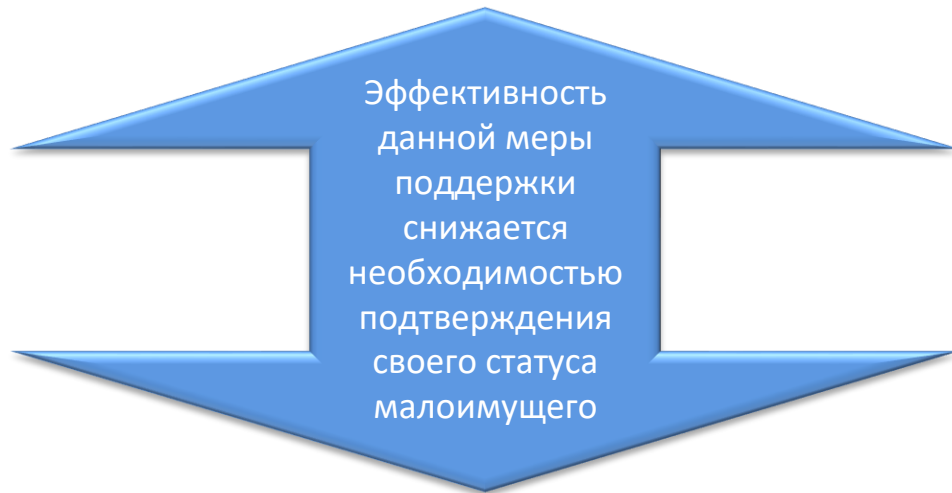 Эффективность
данной меры
поддержки
снижается
необходимостью
подтверждения
своего статуса
малоимущего